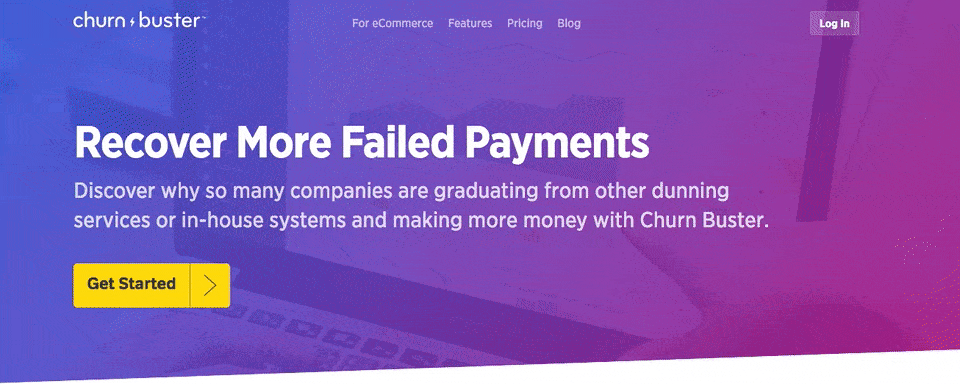 churn buster™
For eCommerce Features Pricing Blog
Log In
Recover More Failed Payments
Discover why so many companies are graduating from other dunning
services or in-house systems and making more money with Churn Buster.
Get Started